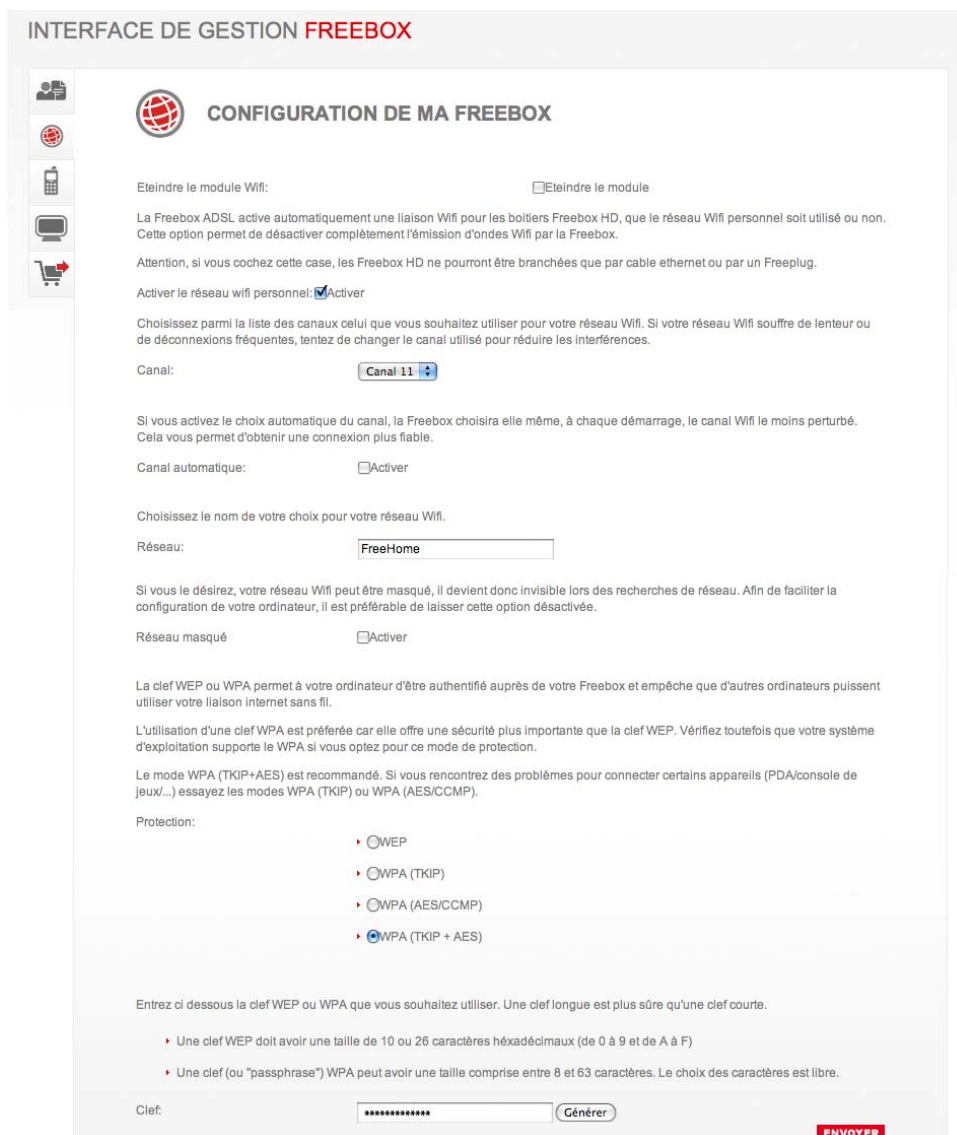 INTERFACE DE GESTION FREEBOX
CONFIGURATION DE MA FREEBOX
Eteindre le module Wifi: Eteindre le module
La Freebox ADSL active automatiquement une liaison Wifi pour les boitiers Freebox HD, que le réseau Wifi personnel soit utilisé ou non.
Cette option permet de désactiver complètement l'émission d'ondes Wifi par la Freebox.
Attention, si vous cochez cette case, les Freebox HD ne pourront être branchées que par cable ethernet ou par un Freeplug.
Activer le réseau wifi personnel: Activer
Choisissez parmi la liste des canaux celui que vous souhaitez utiliser pour votre réseau Wifi. Si votre réseau Wifi souffre de lenteur ou
de déconnexions fréquentes, tentez de changer le canal utilisé pour réduire les interférences.
Canal: Canal 11
Si vous activez le choix automatique du canal, la Freebox choisira elle même, à chaque démarrage, le canal Wifi le moins perturbé.
Cela vous permet d'obtenir une connexion plus fiable.
Canal automatique: Activer
Choisissez le nom de votre choix pour votre réseau Wifi.
Réseau: FreeHome
Si vous le désirez, votre réseau Wifi peut être masqué, il devient donc invisible lors des recherches de réseau. Afin de faciliter la
configuration de votre ordinateur, il est préférable de laisser cette option désactivée.
Réseau masqué Activer
La clef WEP ou WPA permet à votre ordinateur d'être authentifié auprès de votre Freebox et empêche que d'autres ordinateurs puissent
utiliser votre liaison internet sans fil.
L'utilisation d'une clef WPA est préferée car elle offre une sécurité plus importante que la clef WEP. Vérifiez toutefois que votre système
d'exploitation supporte le WPA si vous optez pour ce mode de protection.
Le mode WPA (TKIP+AES) est recommandé. Si vous rencontrez des problèmes pour connecter certains appareils (PDA/console de
jeux/...) essayez les modes WPA (TKIP) ou WPA (AES/CCMP).
Protection:
WEP
WPA (TKIP)
WPA (AES/CCMP)
WPA (TKIP + AES)
Entrez ci dessous la clef WEP ou WPA que vous souhaitez utiliser. Une clef longue est plus sûre qu'une clef courte.
Une clef WEP doit avoir une taille de 10 ou 26 caractères héxadécimaux (de 0 à 9 et de A à F)
Une clef (ou "passphrase") WPA peut avoir une taille comprise entre 8 et 63 caractères. Le choix des caractères est libre.
Clef: ************* Générer
ENVOYER